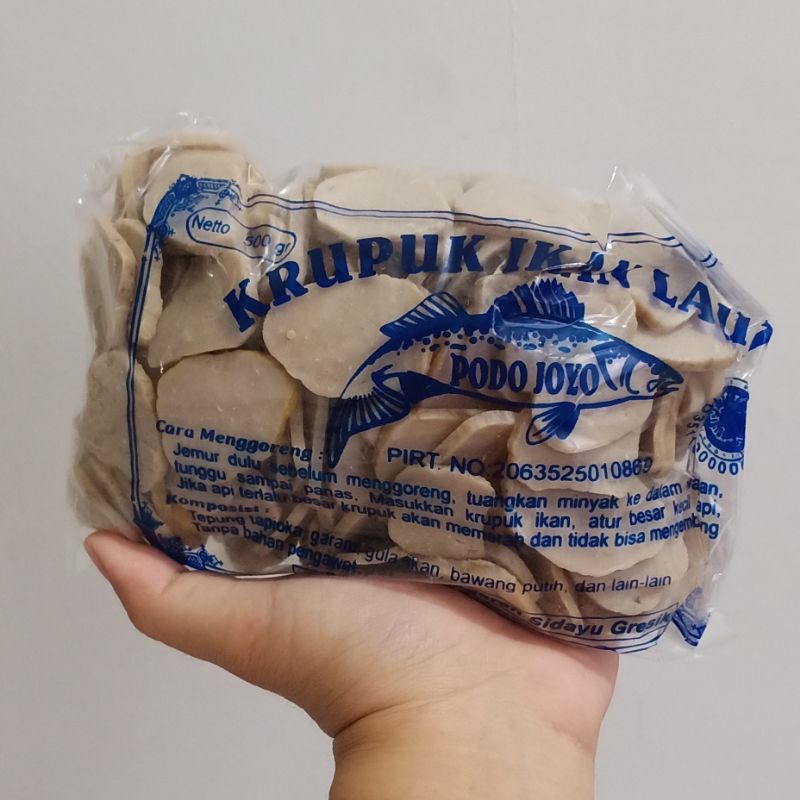 Netto 500 gr
KRUPUK IKAN LAUT
PODO JOYO
PIRT. NO.2063525010869
Cara Menggoreng :
Jemur dulu sebelum menggoreng, tuangkan minyak ke dalam
tunggu sampai panas. Masukkan krupuk ikan, atur besar kecil api,
Jika api terlalu besar krupuk akan memerah dan tidak bisa mengembang
Komposisi :
Tepung tapioka, garam, gula, ikan, bawang putih, dan lain-lain
Tanpa bahan pengawet
sidayu Gresik